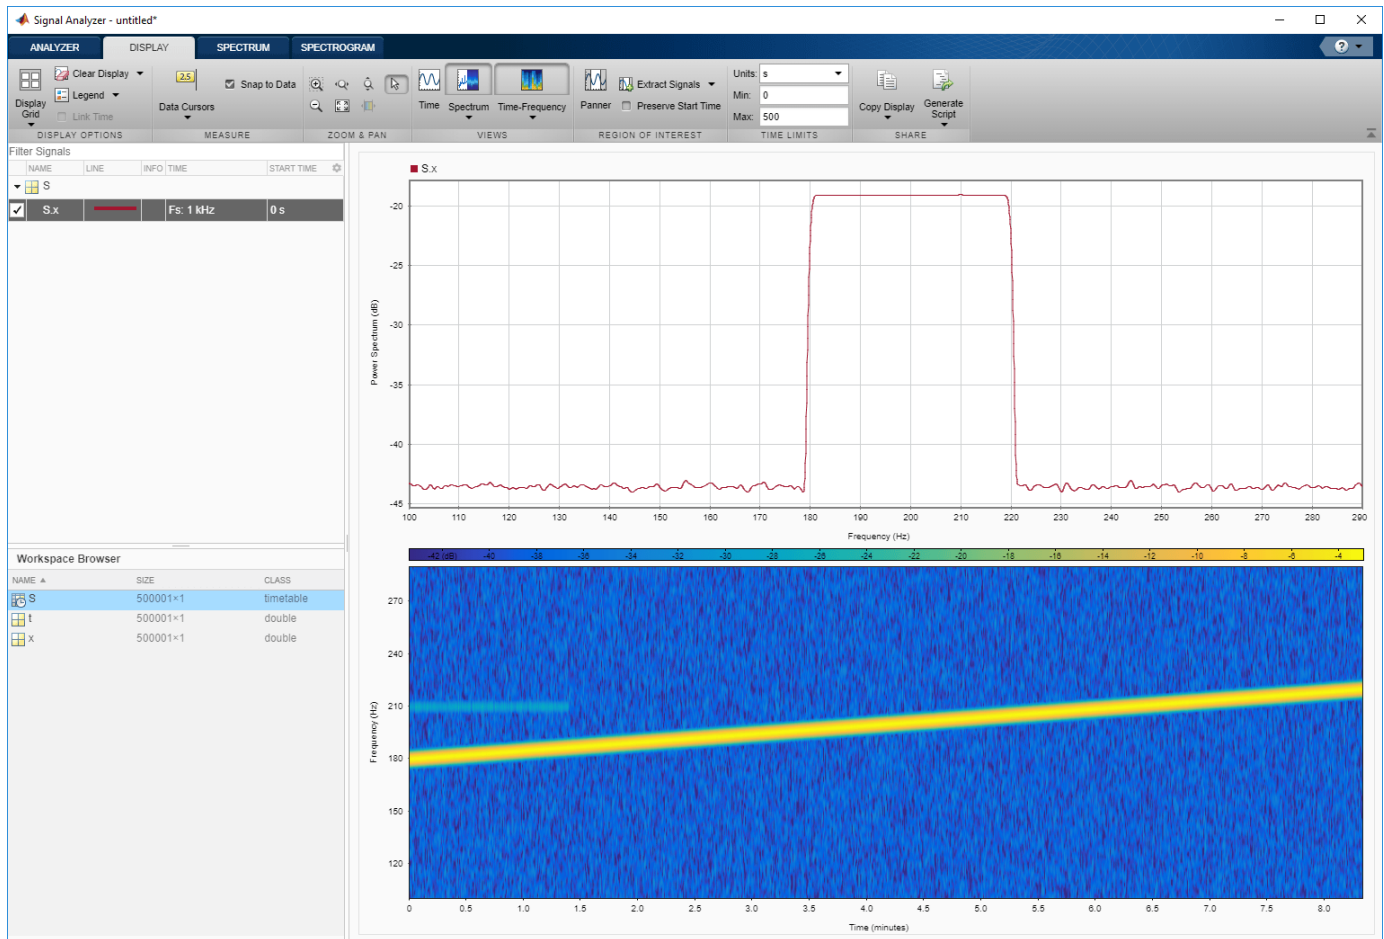 Signal Analyzer - untitled*
ANALYZER DISPLAY SPECTRUM SPECTROGRAM
Display Grid
Clear Display
Legend
Link Time
DISPLAY OPTIONS
2.5
Data Cursors
Snap to Data
MEASURE
ZOOM & PAN
Time Spectrum Time-Frequency
VIEWS
Panner
Extract Signals
Preserve Start Time
REGION OF INTEREST
Units: s
Min: 0
Max: 500
TIME LIMITS
Copy Display
Generate Script
SHARE
Filter Signals
NAME LINE INFO TIME START TIME
S
S.x Fs: 1 kHz 0 s
Workspace Browser
NAME SIZE CLASS
S 500001×1 timetable
t 500001×1 double
x 500001×1 double
S.x
-20
-25
-30
-35
-40
-45
Power Spectrum (dB)
100 110 120 130 140 150 160 170 180 190 200 210 220 230 240 250 260 270 280 290
Frequency (Hz)
-42 (dB) -40 -38 -36 -34 -32 -30 -28 -26 -24 -22 -20 -18 -16 -14 -12 -10 -8 -6 -4
270
240
210
180
150
120
Frequency (Hz)
0 0.5 1.0 1.5 2.0 2.5 3.0 3.5 4.0 4.5 5.0 5.5 6.0 6.5 7.0 7.5 8.0
Time (minutes)